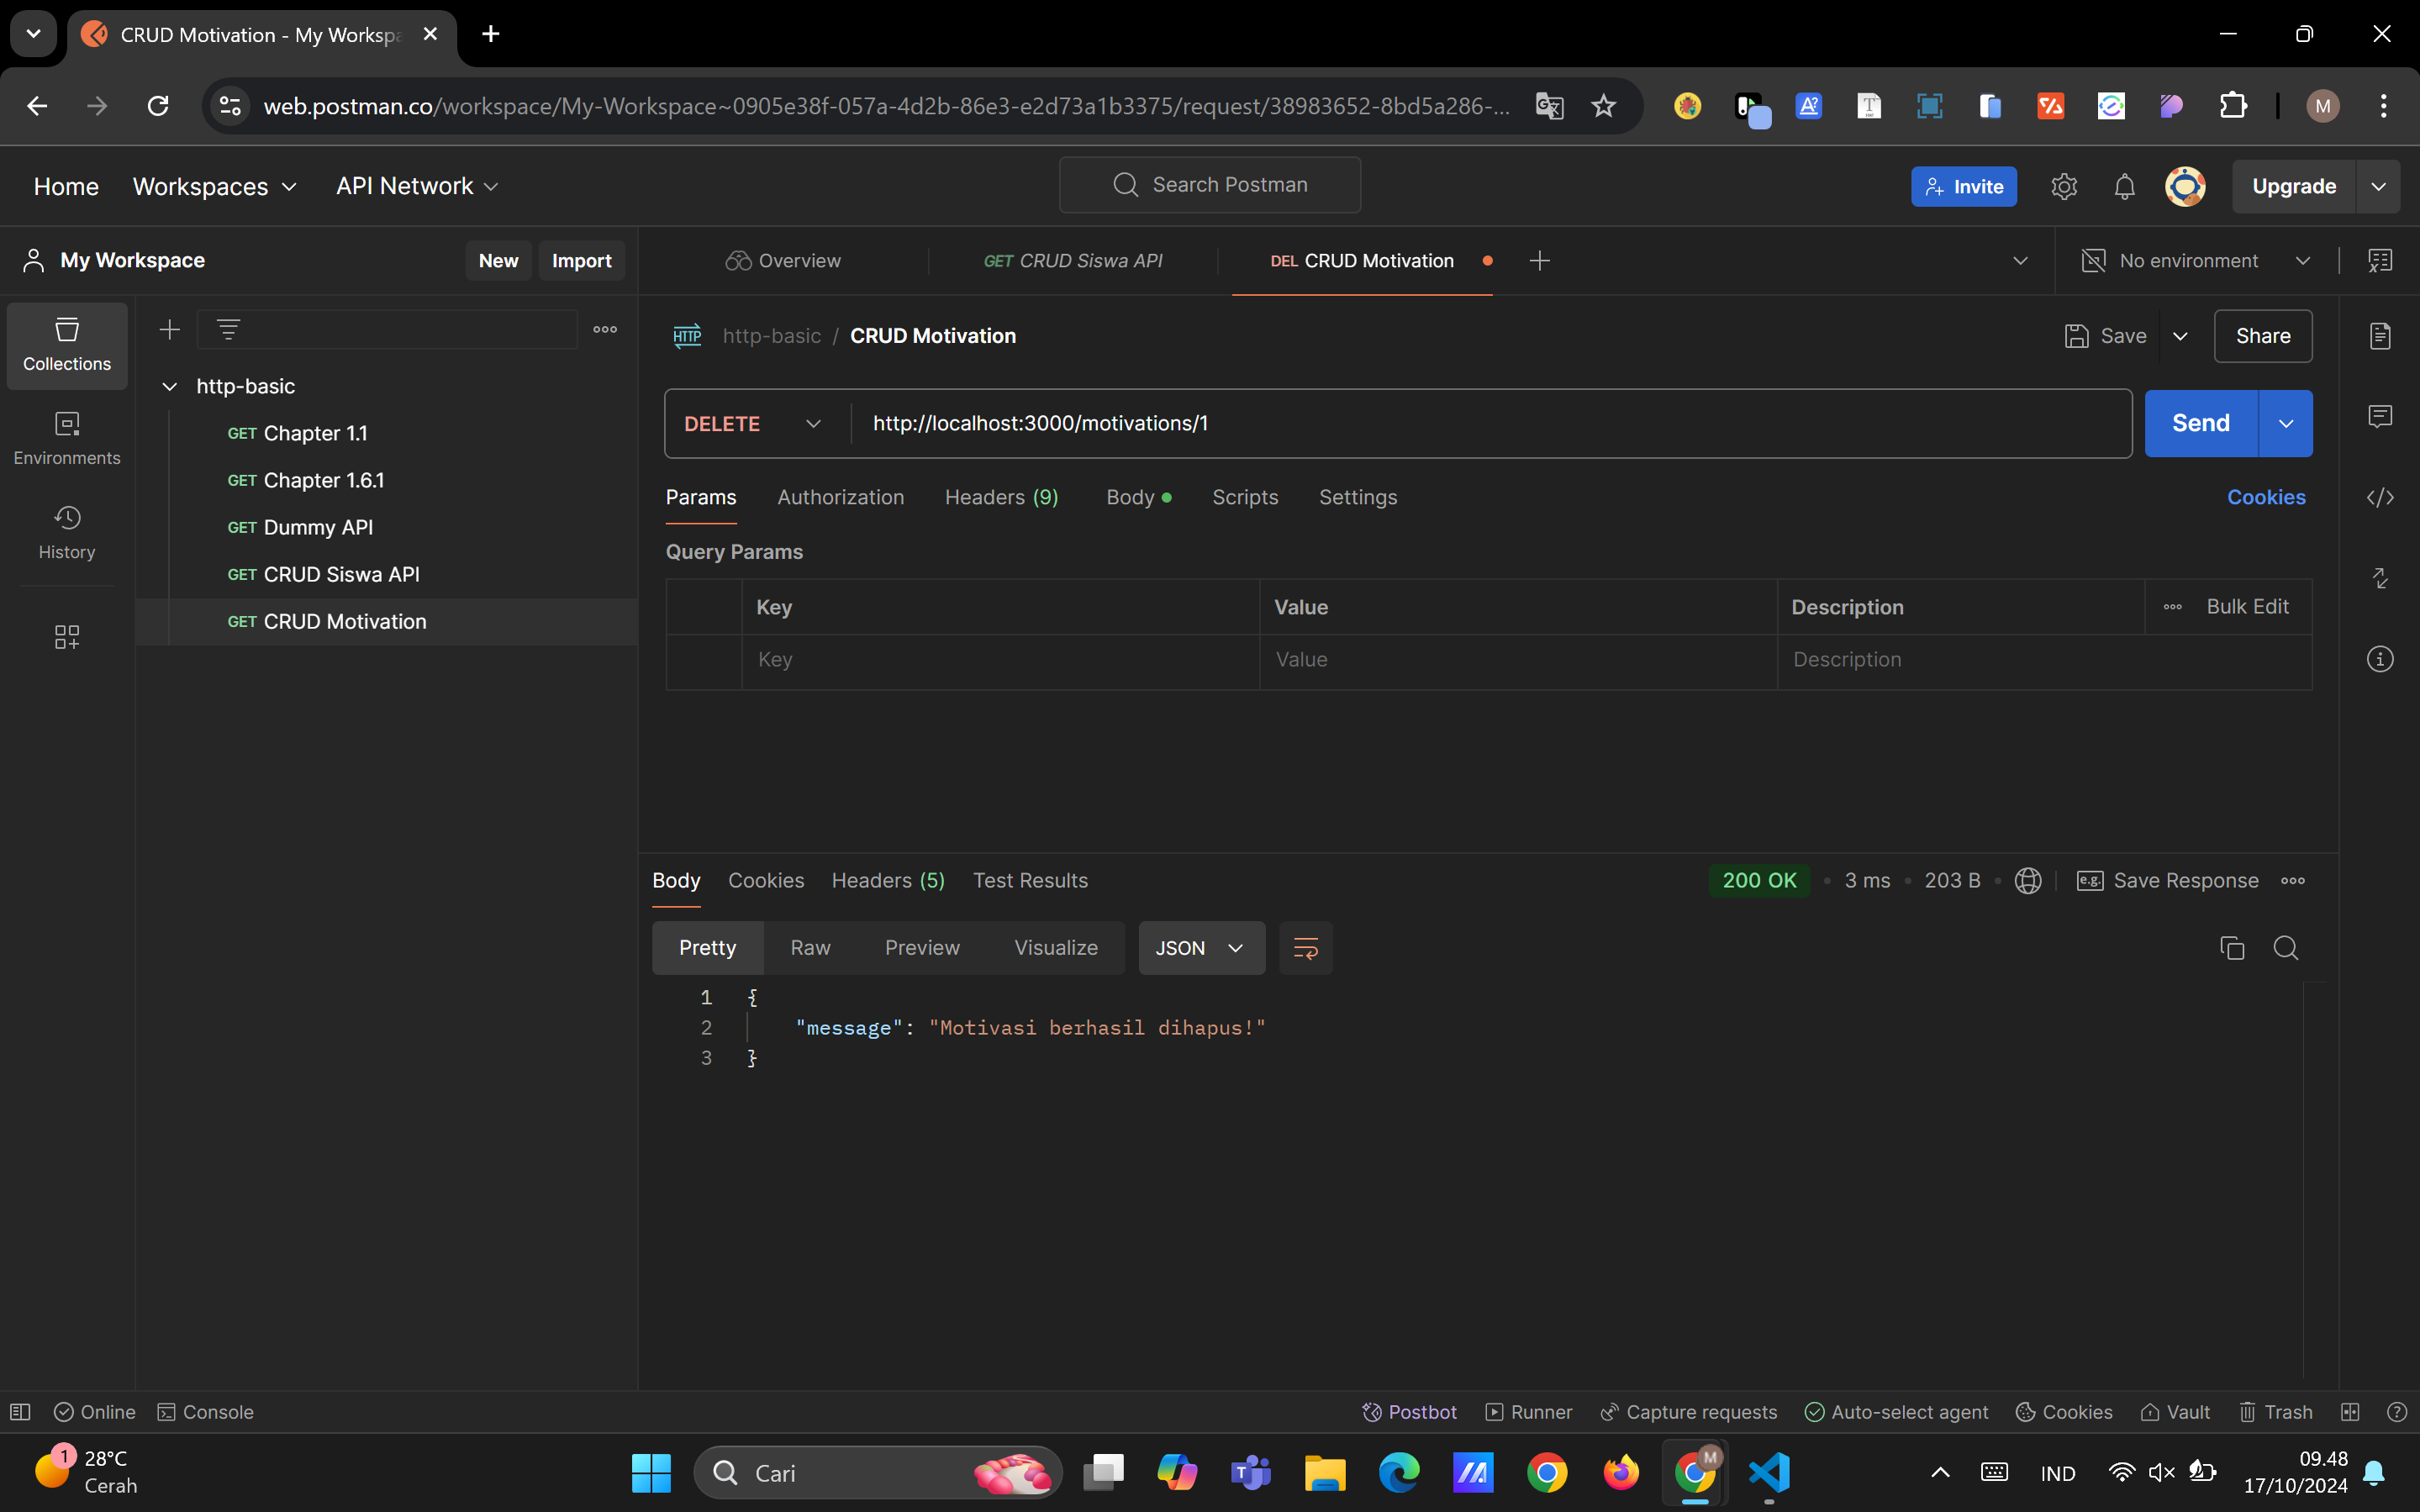 CRUD Motivation - My Workspa
web.postman.co/workspace/My-Workspace~0905e38f-057a-4d2b-86e3-e2d73a1b3375/request/38983652-8bd5a286-...
M
Home Workspaces API Network Search Postman Invite Upgrade
My Workspace New Import Overview GET CRUD Siswa API DEL CRUD Motivation No environment
Collections
Environments
History
http-basic
GET Chapter 1.1
GET Chapter 1.6.1
GET Dummy API
GET CRUD Siswa API
GET CRUD Motivation
HTTP http-basic / CRUD Motivation Save Share
DELETE http://localhost:3000/motivations/1 Send
Params Authorization Headers (9) Body Scripts Settings Cookies
Query Params
Key Value Description Bulk Edit
Key Value Description
Body Cookies Headers (5) Test Results 200 OK 3 ms 203 B e.g. Save Response
Pretty Raw Preview Visualize JSON
1 {
2 "message": "Motivasi berhasil dihapus!"
3 }
Online Console Postbot Runner Capture requests Auto-select agent Cookies Vault Trash
1 28°C
Cerah
Cari
IND
09.48
17/10/2024